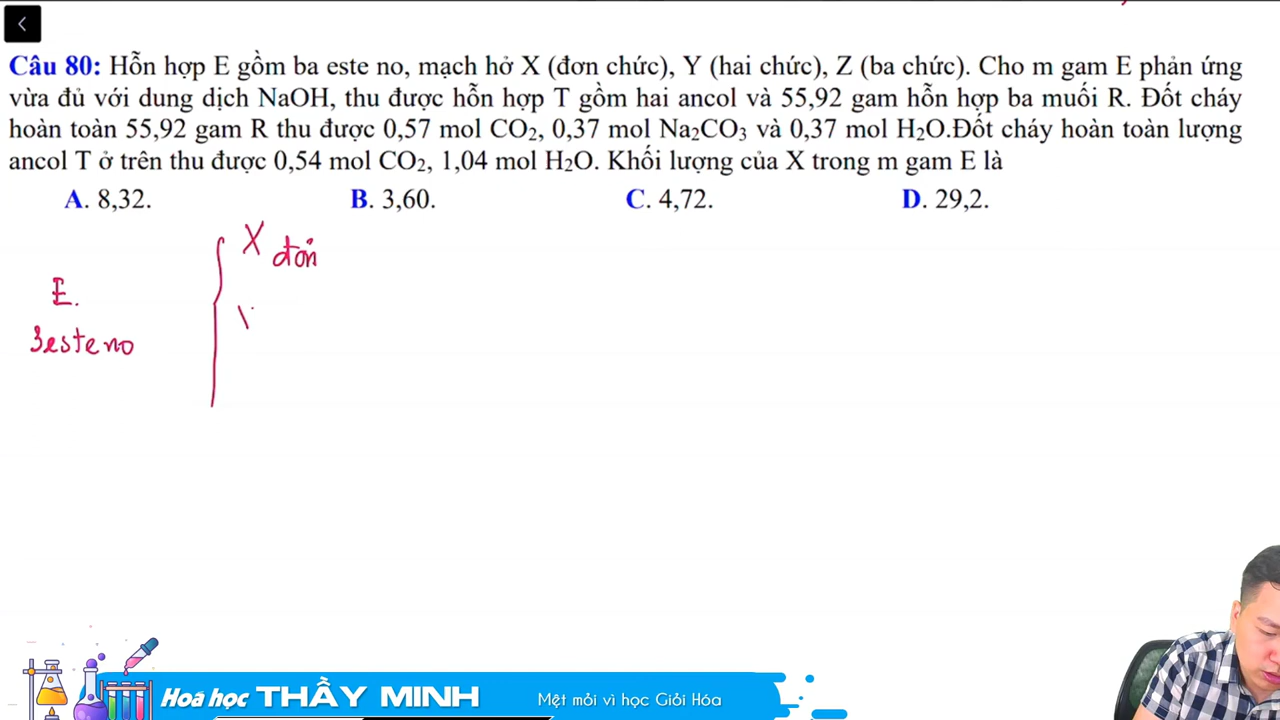 Câu 80: Hỗn hợp E gồm ba este no, mạch hở X (đơn chức), Y (hai chức), Z (ba chức). Cho m gam E phản ứng
vừa đủ với dung dịch NaOH, thu được hỗn hợp T gồm hai ancol và 55,92 gam hỗn hợp ba muối R. Đốt cháy
hoàn toàn 55,92 gam R thu được 0,57 mol CO₂, 0,37 mol Na₂CO₃ và 0,37 mol H₂O.Đốt cháy hoàn toàn lượng
ancol T ở trên thu được 0,54 mol CO₂, 1,04 mol H₂O. Khối lượng của X trong m gam E là
A. 8,32. B. 3,60. C. 4,72. D. 29,2.
X đơn
E.
3este no
Hoá học THẦY MINH
Mệt mỏi vì học Giỏi Hóa